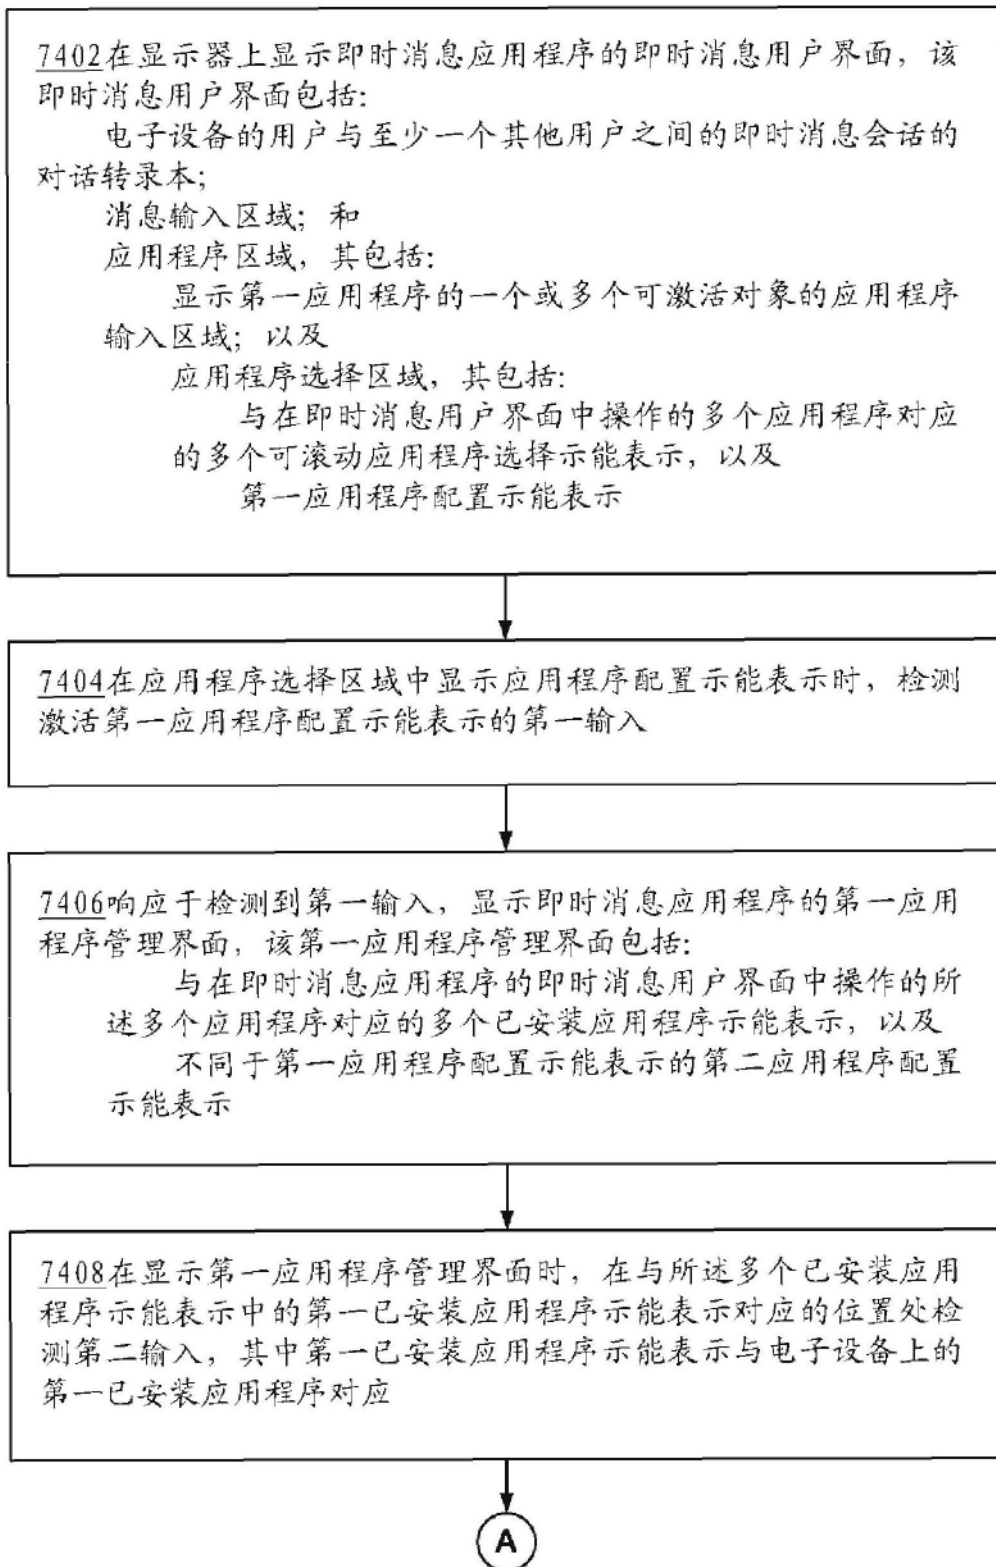 7402在显示器上显示即时消息应用程序的即时消息用户界面，该
即时消息用户界面包括：
电子设备的用户与至少一个其他用户之间的即时消息会话的
对话转录本；
消息输入区域；和
应用程序区域，其包括：
显示第一应用程序的一个或多个可激活对象的应用程序
输入区域；以及
应用程序选择区域，其包括：
与在即时消息用户界面中操作的多个应用程序对应
的多个可滚动应用程序选择示能表示，以及
第一应用程序配置示能表示
7404在应用程序选择区域中显示应用程序配置示能表示时，检测
激活第一应用程序配置示能表示的第一输入
7406响应于检测到第一输入，显示即时消息应用程序的第一应用
程序管理界面，该第一应用程序管理界面包括：
与在即时消息应用程序的即时消息用户界面中操作的所
述多个应用程序对应的多个已安装应用程序示能表示，以及
不同于第一应用程序配置示能表示的第二应用程序配置
示能表示
7408在显示第一应用程序管理界面时，在与所述多个已安装应用
程序示能表示中的第一已安装应用程序示能表示对应的位置处检
测第二输入，其中第一已安装应用程序示能表示与电子设备上的
第一已安装应用程序对应
A